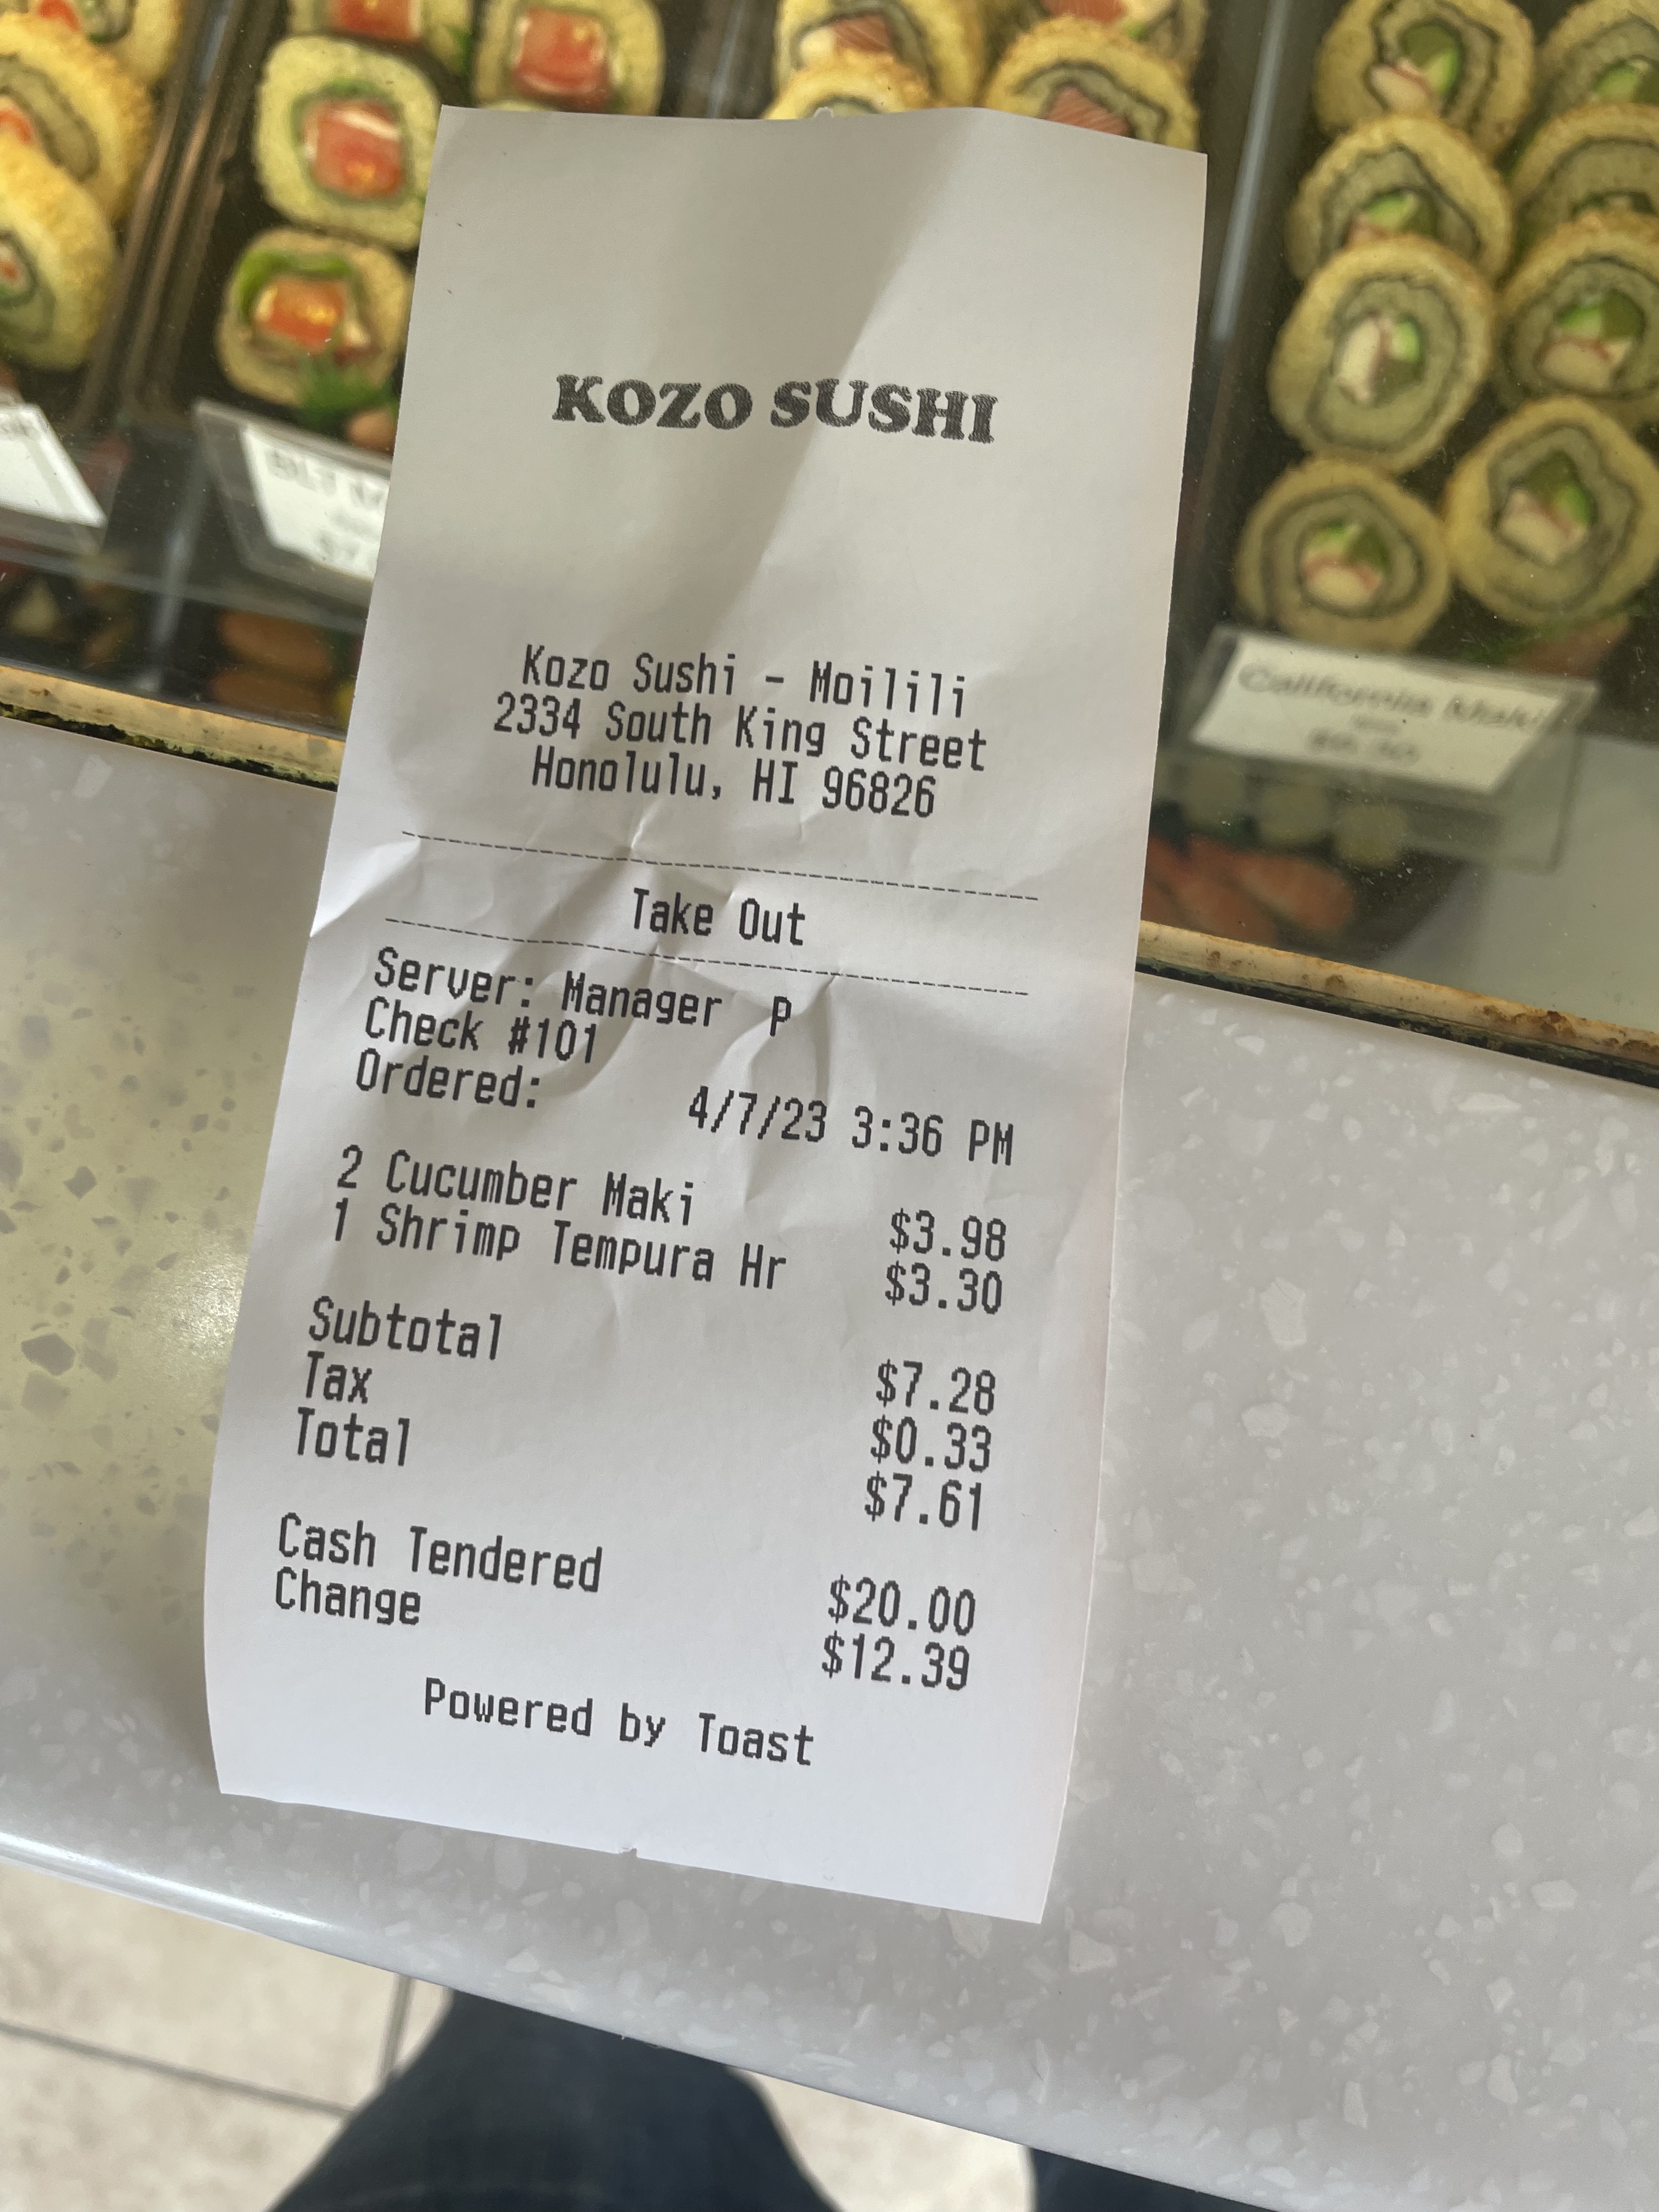 KOZO SUSHI
Kozo Sushi - Moilili
2334 South King Street
Honolulu, HI 96826
Take Out
Server: Manager P
Check #101
Ordered: 4/7/23 3:36 PM
2 Cucumber Maki $3.98
1 Shrimp Tempura Hr $3.30
Subtotal $7.28
Tax $0.33
Total $7.61
Cash Tendered $20.00
Change $12.39
Powered by Toast
California Maki